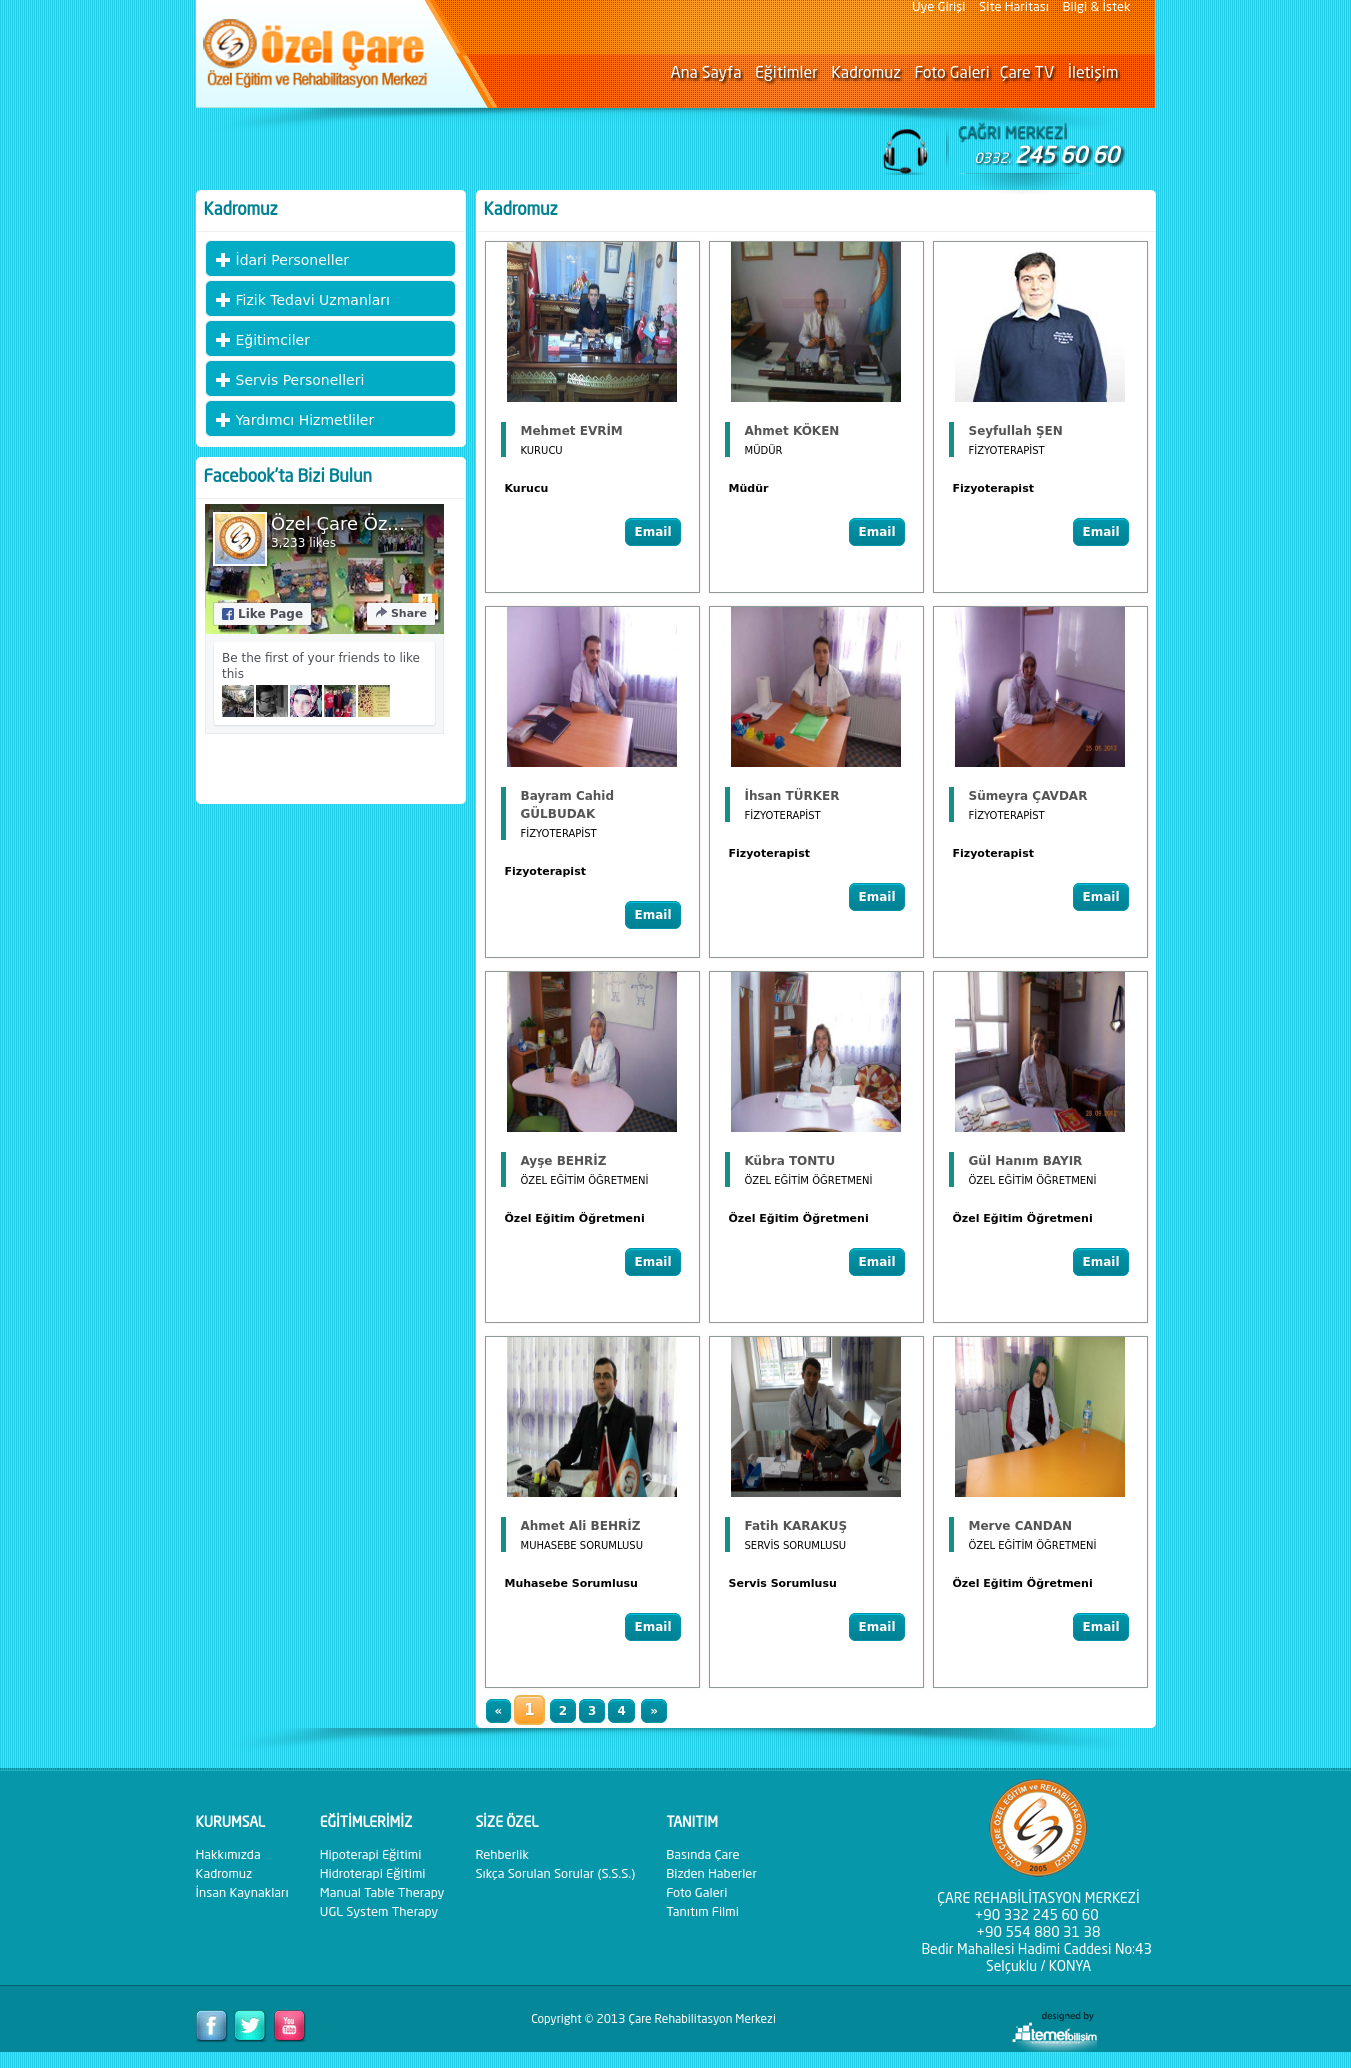 Üye Girişi Site Haritası Bilgi & İstek
Özel Çare
Özel Eğitim ve Rehabilitasyon Merkezi
Ana Sayfa Eğitimler Kadromuz Foto Galeri Çare TV İletişim
ÇAĞRI MERKEZİ
0332. 245 60 60
Kadromuz
İdari Personeller
Fizik Tedavi Uzmanları
Eğitimciler
Servis Personelleri
Yardımcı Hizmetliler
Facebook'ta Bizi Bulun
Özel Çare Öz...
3,233 likes
Like Page
Share
Be the first of your friends to like
this
Kadromuz
Mehmet EVRİM
KURUCU
Kurucu
Email
Ahmet KÖKEN
MÜDÜR
Müdür
Email
Seyfullah ŞEN
FİZYOTERAPİST
Fizyoterapist
Email
Bayram Cahid
GÜLBUDAK
FİZYOTERAPİST
Fizyoterapist
Email
İhsan TÜRKER
FİZYOTERAPİST
Fizyoterapist
Email
Sümeyra ÇAVDAR
FİZYOTERAPİST
Fizyoterapist
Email
Ayşe BEHRİZ
ÖZEL EĞİTİM ÖĞRETMENİ
Özel Eğitim Öğretmeni
Email
Kübra TONTU
ÖZEL EĞİTİM ÖĞRETMENİ
Özel Eğitim Öğretmeni
Email
Gül Hanım BAYIR
ÖZEL EĞİTİM ÖĞRETMENİ
Özel Eğitim Öğretmeni
Email
Ahmet Ali BEHRİZ
MUHASEBE SORUMLUSU
Muhasebe Sorumlusu
Email
Fatih KARAKUŞ
SERVİS SORUMLUSU
Servis Sorumlusu
Email
Merve CANDAN
ÖZEL EĞİTİM ÖĞRETMENİ
Özel Eğitim Öğretmeni
Email
« 1 2 3 4 »
KURUMSAL
Hakkımızda
Kadromuz
İnsan Kaynakları
EĞİTİMLERİMİZ
Hipoterapi Eğitimi
Hidroterapi Eğitimi
Manual Table Therapy
UGL System Therapy
SİZE ÖZEL
Rehberlik
Sıkça Sorulan Sorular (S.S.S.)
TANITIM
Basında Çare
Bizden Haberler
Foto Galeri
Tanıtım Filmi
ÖZEL ÇARE ÖZEL EĞİTİM ve REHABİLİTASYON MERKEZİ
2005
ÇARE REHABİLİTASYON MERKEZİ
+90 332 245 60 60
+90 554 880 31 38
Bedir Mahallesi Hadimi Caddesi No:43
Selçuklu / KONYA
You Tube
Copyright © 2013 Çare Rehabilitasyon Merkezi
designed by
temelbilişim